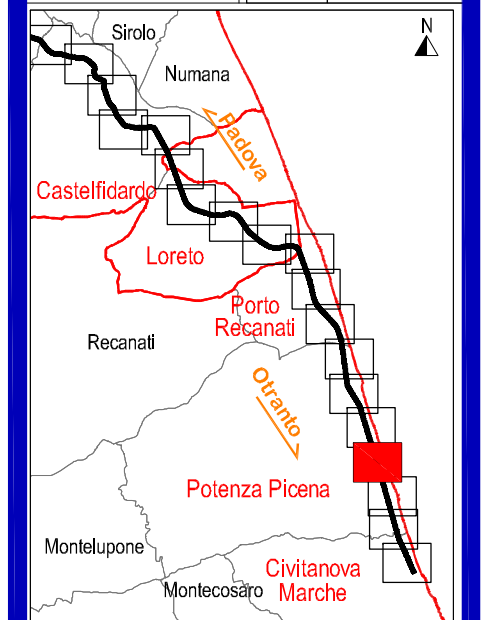 Sirolo
N
Numana
Padova
Castelfidardo
Loreto
Porto
Recanati
Recanati
Otranto
Potenza Picena
Montelupone
Civitanova
Marche
Montecosaro